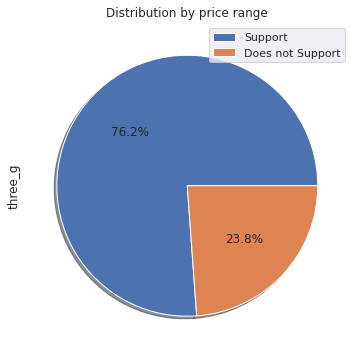 Distribution by price range
Support
Does not Support
76.2%
three_g
23.8%